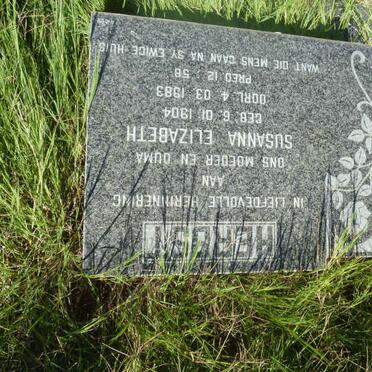 HERDEN
IN LIEFDEVOLLE HERINNERING
AAN
ONS MOEDER EN OUMA
SUSANNA ELIZABETH
GEB. 6. 01. 1904
OORL. 4. 03. 1983
PRED. 12 : 5B
WANT DIE MENS GAAN NA SY EWIGE HUIS